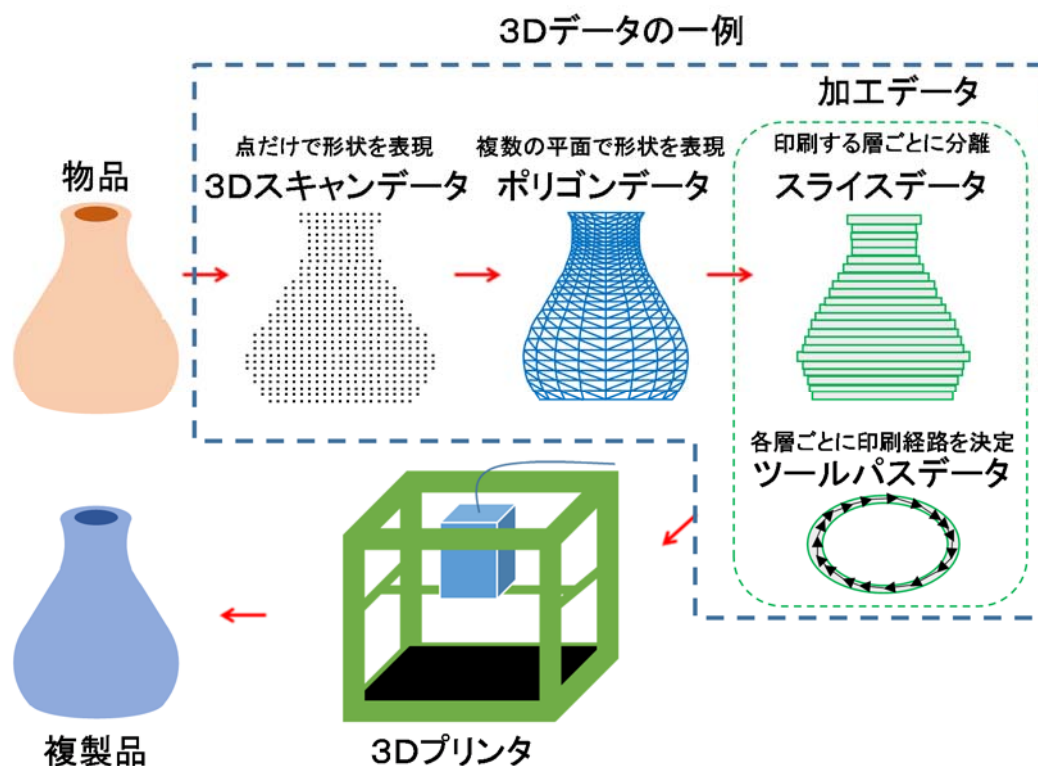 3Dデータの一例
加工データ
物品
点だけで形状を表現
3Dスキャンデータ
複数の平面で形状を表現
ポリゴンデータ
印刷する層ごとに分離
スライスデータ
各層ごとに印刷経路を決定
ツールパスデータ
3Dプリンタ
複製品